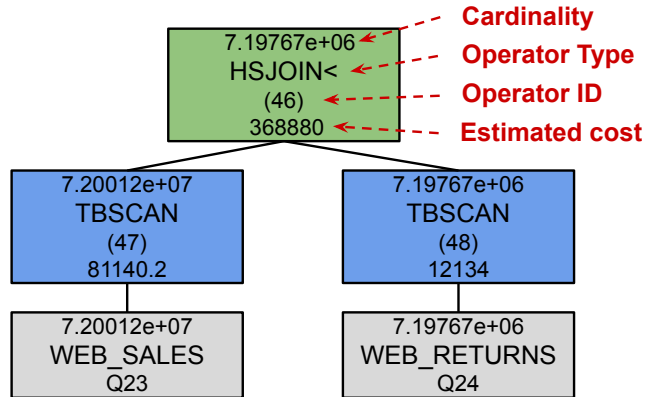 7.19767e+06
HSJOIN<
(46)
368880
Cardinality
Operator Type
Operator ID
Estimated cost
7.20012e+07
TBSCAN
(47)
81140.2
7.19767e+06
TBSCAN
(48)
12134
7.20012e+07
WEB_SALES
Q23
7.19767e+06
WEB_RETURNS
Q24